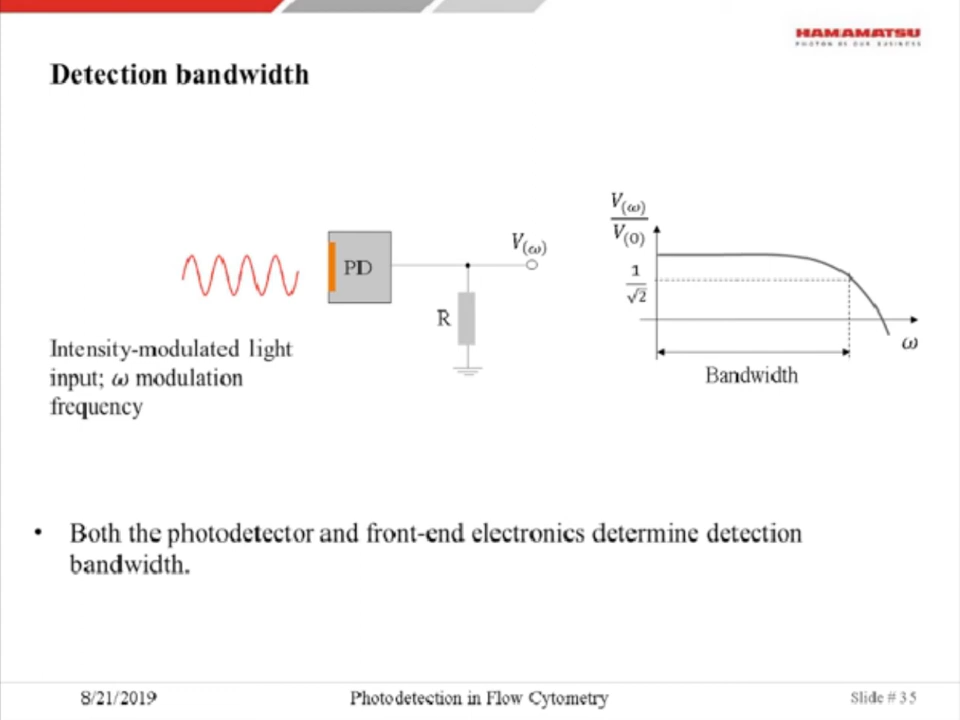 HAMAMATSU
PHOTON IS OUR BUSINESS
Detection bandwidth
V(ω)
PD
R
Intensity-modulated light
input; ω modulation
frequency
V(ω)
V(0)
1
√2
ω
Bandwidth
• Both the photodetector and front-end electronics determine detection
bandwidth.
8/21/2019
Photodetection in Flow Cytometry
Slide # 35